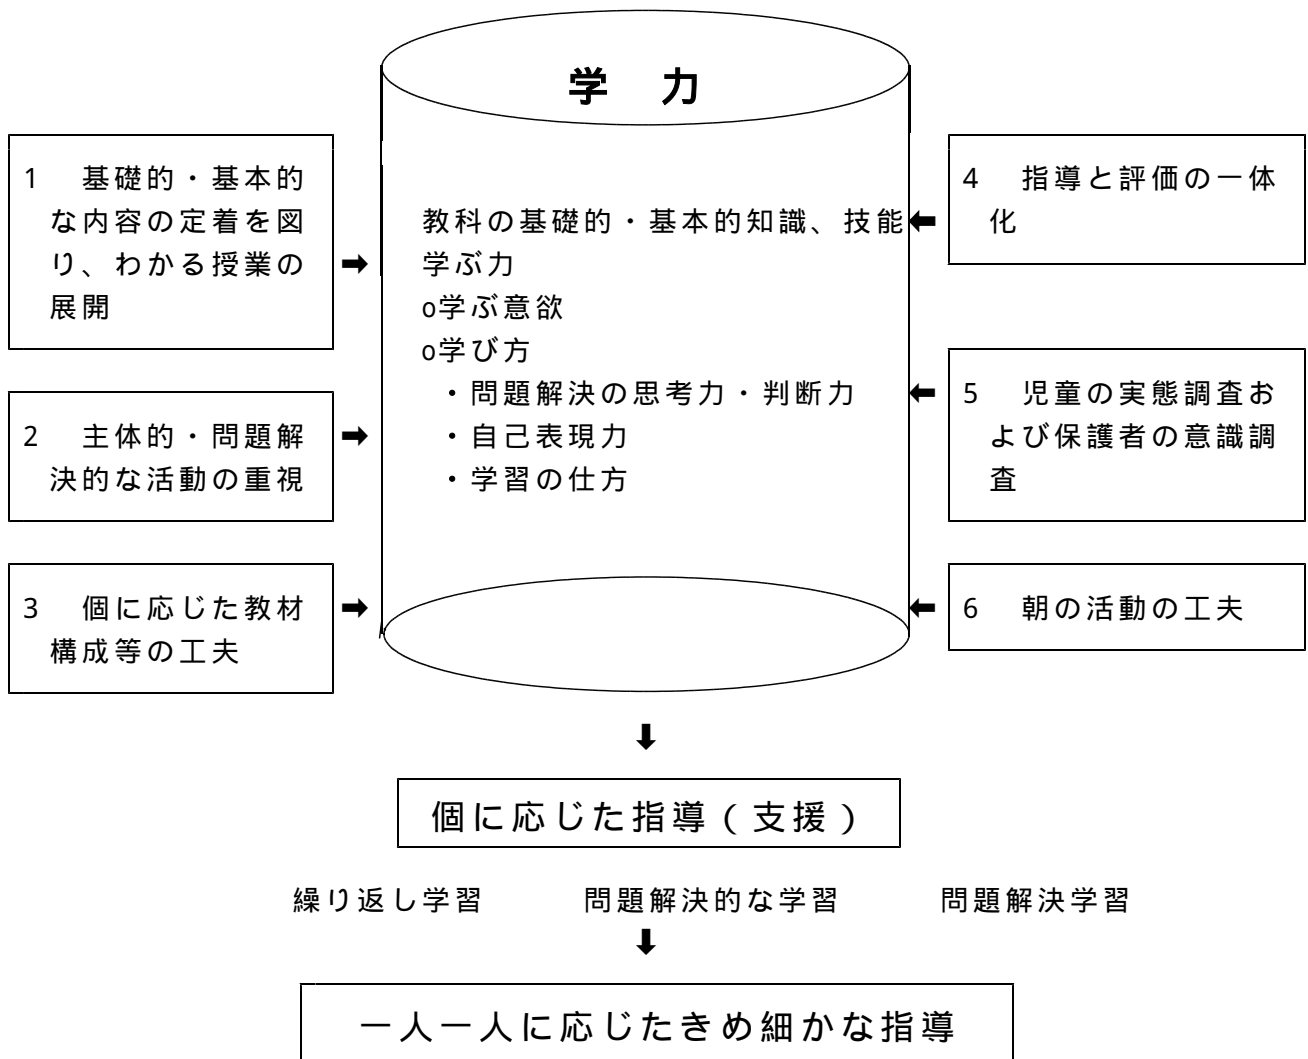 学 力
1 基礎的・基本的
な内容の定着を図
り、わかる授業の
展開
2 主体的・問題解
決的な活動の重視
3 個に応じた教材
構成等の工夫
教科の基礎的・基本的知識、技能
学ぶ力
o学ぶ意欲
o学び方
・問題解決の思考力・判断力
・自己表現力
・学習の仕方
4 指導と評価の一体
化
5 児童の実態調査お
よび保護者の意識調
査
6 朝の活動の工夫
個に応じた指導(支援)
繰り返し学習 問題解決的な学習 問題解決学習
一人一人に応じたきめ細かな指導